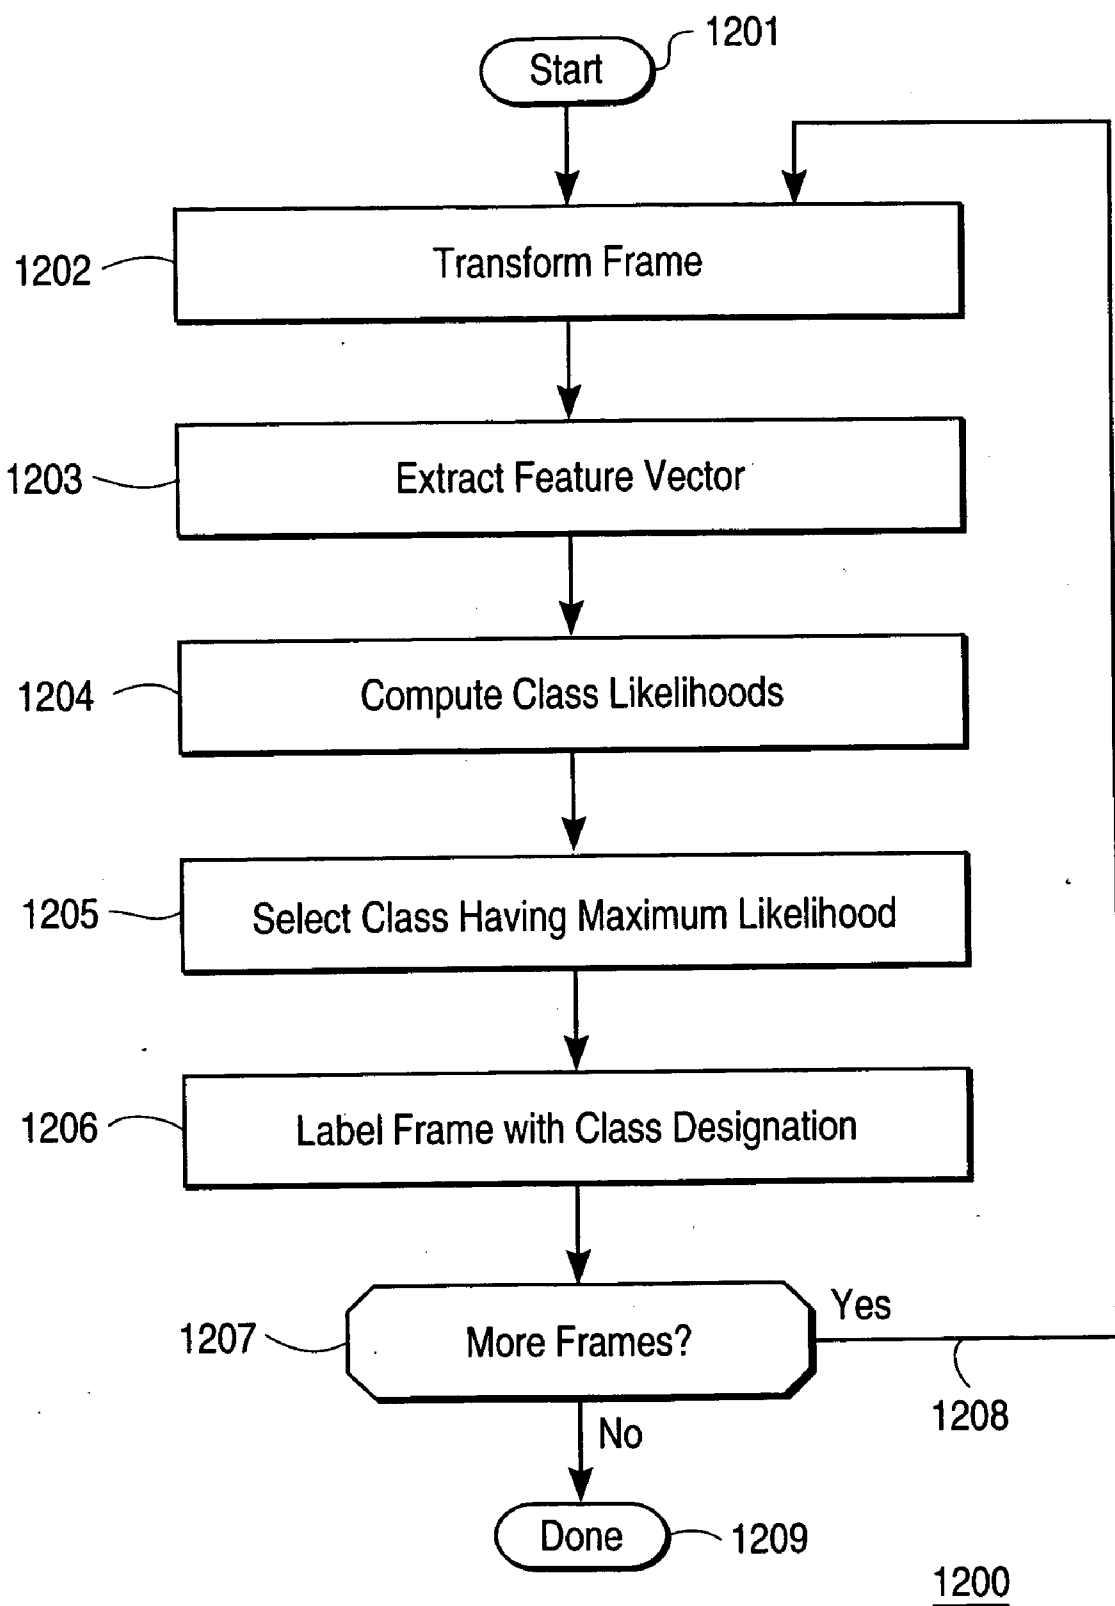 1201
Start
1202
Transform Frame
1203
Extract Feature Vector
1204
Compute Class Likelihoods
1205
Select Class Having Maximum Likelihood
1206
Label Frame with Class Designation
Yes
1207
More Frames?
1208
No
Done
1209
1200